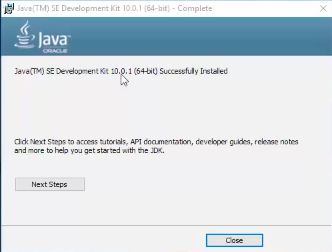 Java(TM) SE Development Kit 10.0.1 (64-bit) - Complete
Java
ORACLE
Java(TM) SE Development Kit 10.0.1 (64-bit) Successfully Installed
Click Next Steps to access tutorials, API documentation, developer guides, release notes
and more to help you get started with the JDK.
Next Steps
Close